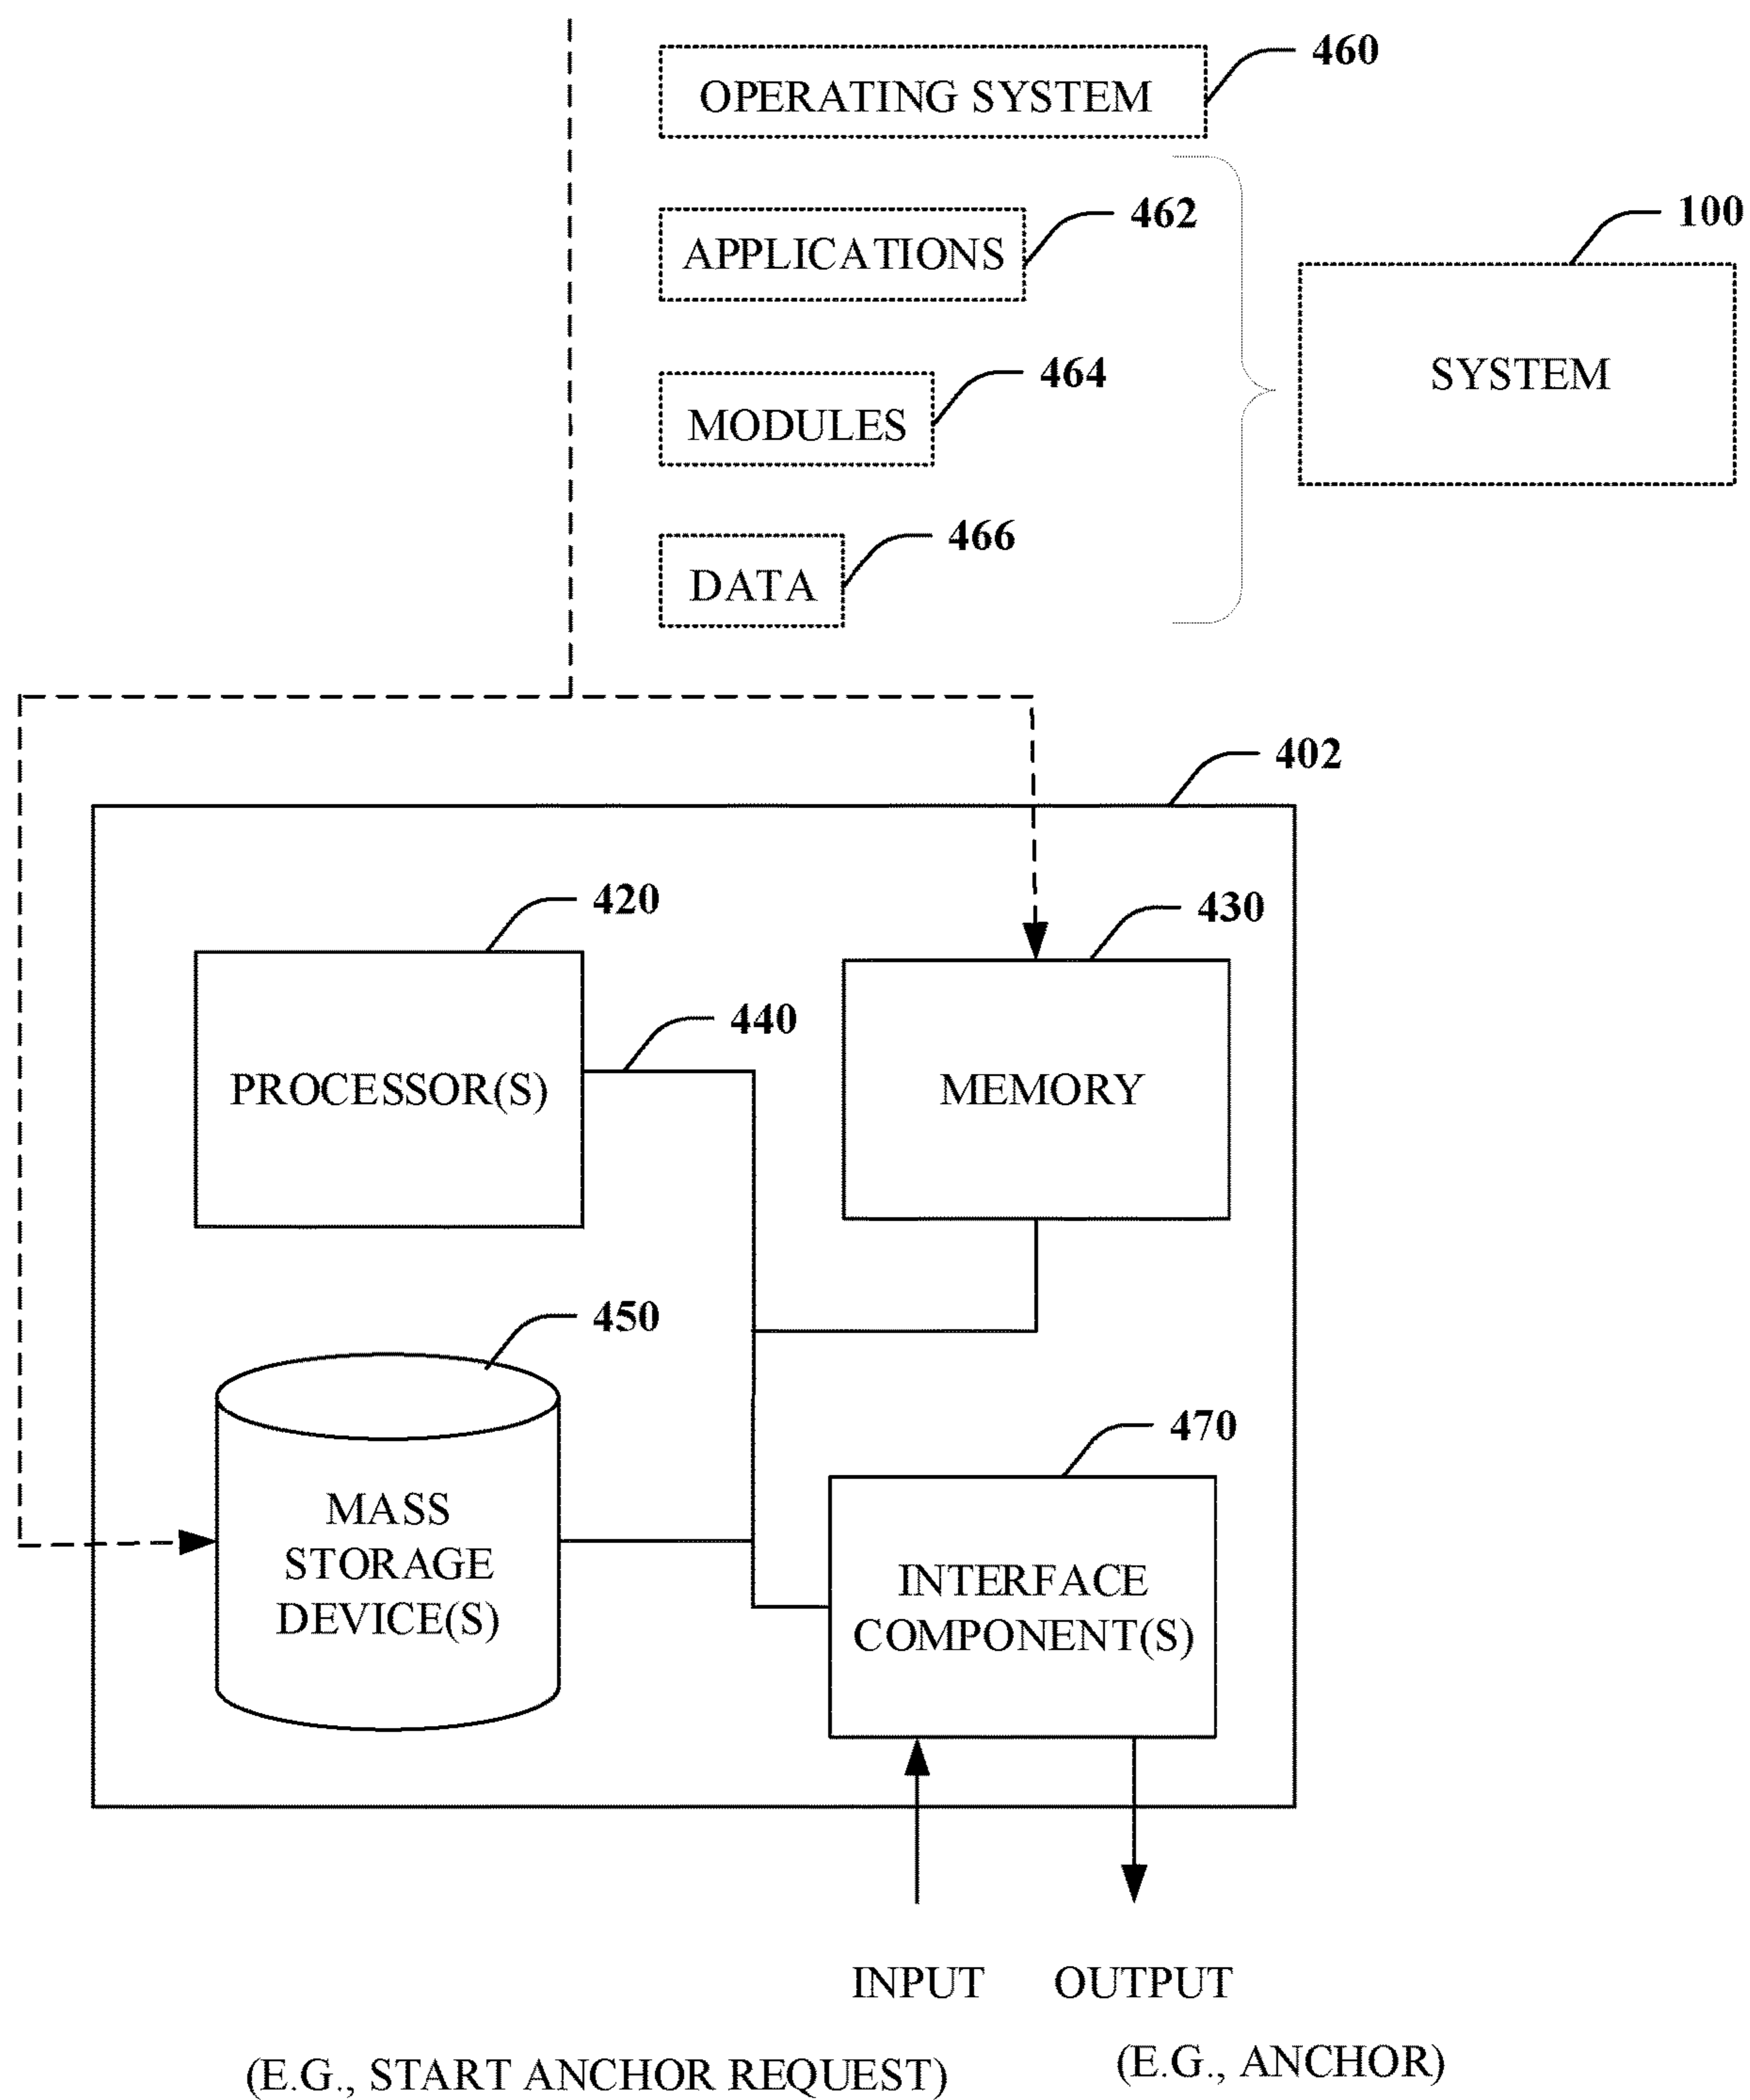 460
OPERATING SYSTEM
462
100
APPLICATIONS
464
SYSTEM
MODULES
466
DATA
402
420
430
440
PROCESSOR(S)
MEMORY
450
470
MASS
STORAGE
DEVICE(S)
INTERFACE
COMPONENT(S)
INPUT
OUTPUT
(E.G., START ANCHOR REQUEST)
(E.G., ANCHOR)